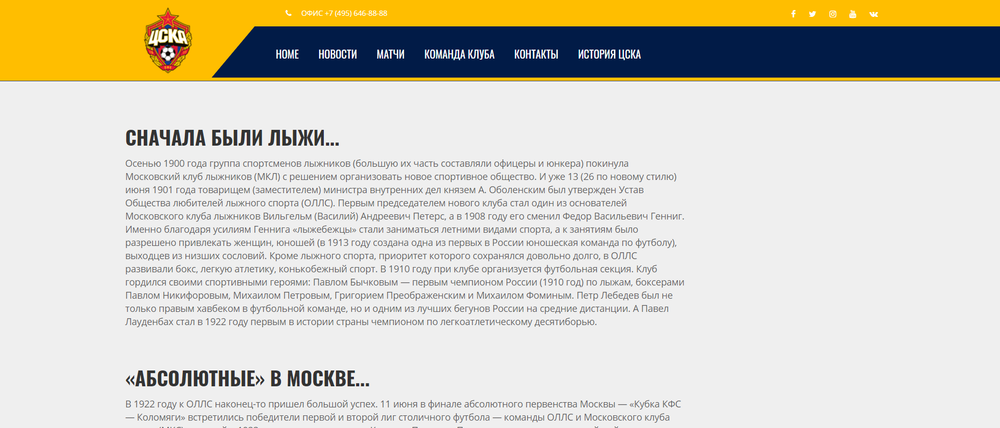 ОФИС +7 (495) 646-88-88
ЦСКА
HOME НОВОСТИ МАТЧИ КОМАНДА КЛУБА КОНТАКТЫ ИСТОРИЯ ЦСКА
СНАЧАЛА БЫЛИ ЛЫЖИ...
Осенью 1900 года группа спортсменов лыжников (большую их часть составляли офицеры и юнкера) покинула
Московский клуб лыжников (МКЛ) с решением организовать новое спортивное общество. И уже 13 (26 по новому стилю)
июня 1901 года товарищем (заместителем) министра внутренних дел князем А. Оболенским был утвержден Устав
Общества любителей лыжного спорта (ОЛЛС). Первым председателем нового клуба стал один из основателей
Московского клуба лыжников Вильгельм (Василий) Андреевич Петерс, а в 1908 году его сменил Федор Васильевич Генниг.
Именно благодаря усилиям Геннига «лыжебежцы» стали заниматься летними видами спорта, а к занятиям было
разрешено привлекать женщин, юношей (в 1913 году создана одна из первых в России юношеская команда по футболу),
выходцев из низших сословий. Кроме лыжного спорта, приоритет которого сохранялся довольно долго, в ОЛЛС
развивали бокс, легкую атлетику, конькобежный спорт. В 1910 году при клубе организуется футбольная секция. Клуб
гордился своими спортивными героями: Павлом Бычковым — первым чемпионом России (1910 год) по лыжам, боксерами
Павлом Никифоровым, Михаилом Петровым, Григорием Преображенским и Михаилом Фоминым. Петр Лебедев был не
только правым хавбеком в футбольной команде, но и одним из лучших бегунов России на средние дистанции. А Павел
Лауденбах стал в 1922 году первым в истории страны чемпионом по легкоатлетическому десятиборью.
«АБСОЛЮТНЫЕ» В МОСКВЕ...
В 1922 году к ОЛЛС наконец-то пришел большой успех. 11 июня в финале абсолютного первенства Москвы — «Кубка КФС
— Коломяги» встретились победители первой и второй лиг столичного футбола — команды ОЛЛС и Московского клуба